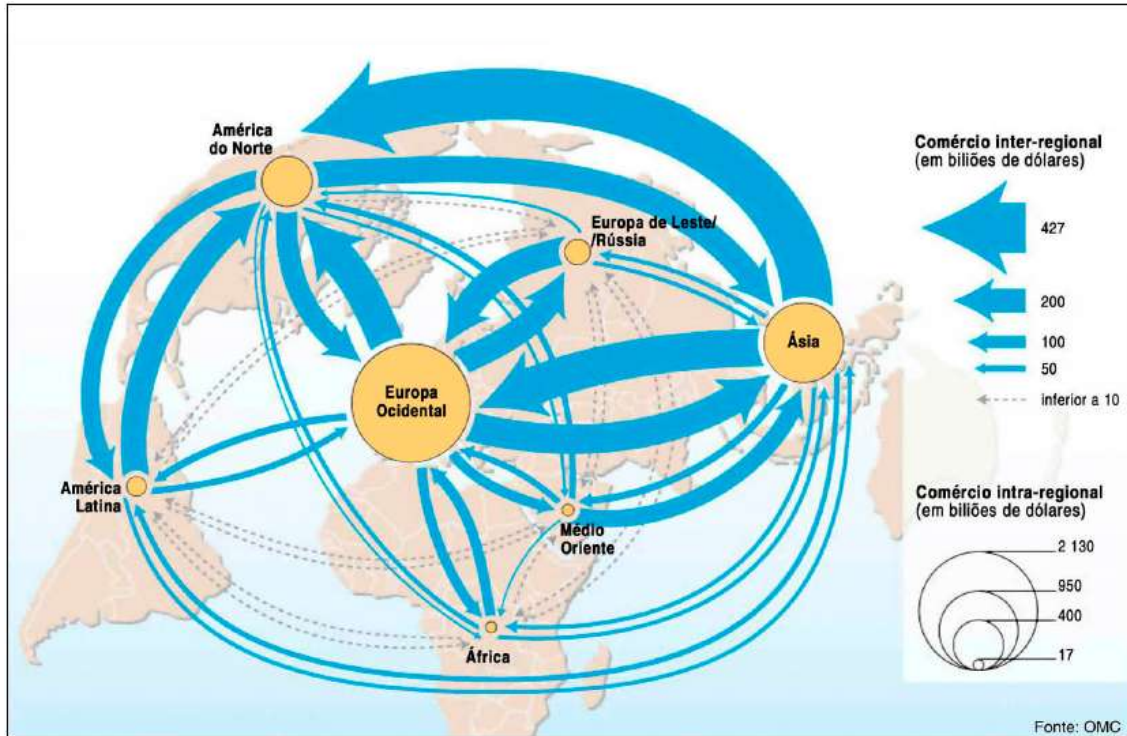 América
do Norte
Europa de Leste/
/Rússia
Ásia
Europa
Ocidental
América
Latina
Médio
Oriente
África
Comércio inter-regional
(em biliões de dólares)
427
200
100
50
inferior a 10
Comércio intra-regional
(em biliões de dólares)
2 130
950
400
17
Fonte: OMC